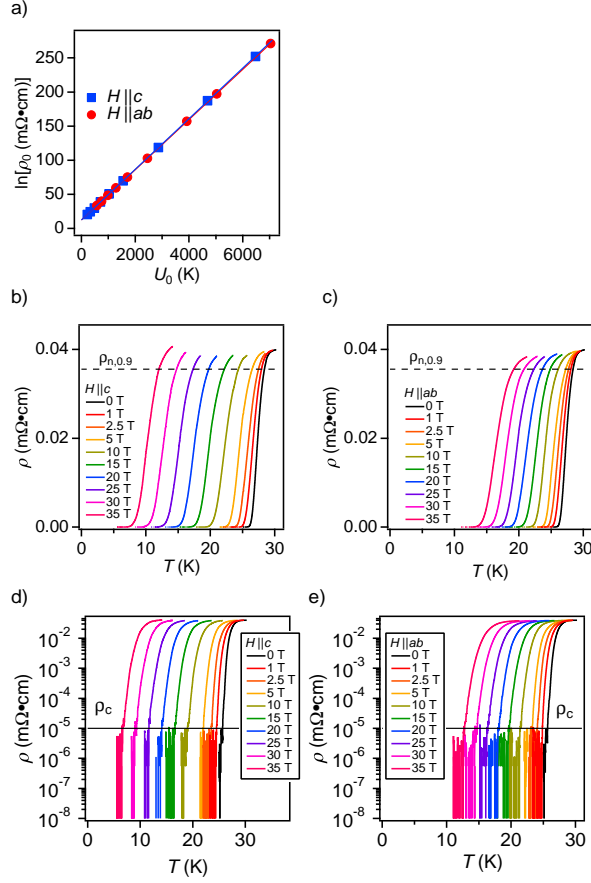 a)
ln[ρ0 (mΩ•cm)]
250
200
150
100
50
0
H||c
H||ab
0
2000
4000
6000
U0 (K)
b)
ρ (mΩ•cm)
0.04
0.02
0.00
ρn,0.9
H||c
0 T
1 T
2.5 T
5 T
10 T
15 T
20 T
25 T
30 T
35 T
0
10
20
30
T (K)
c)
ρ (mΩ•cm)
0.04
0.02
0.00
ρn,0.9
H||ab
0 T
1 T
2.5 T
5 T
10 T
15 T
20 T
25 T
30 T
35 T
0
10
20
30
T (K)
d)
ρ (mΩ•cm)
10-2
10-3
10-4
10-5
10-6
10-7
10-8
ρc
H||c
0 T
1 T
2.5 T
5 T
10 T
15 T
20 T
25 T
30 T
35 T
0
10
20
30
T (K)
e)
ρ (mΩ•cm)
10-2
10-3
10-4
10-5
10-6
10-7
10-8
H||ab
0 T
1 T
2.5 T
5 T
10 T
15 T
20 T
25 T
30 T
35 T
ρc
0
10
20
30
T (K)